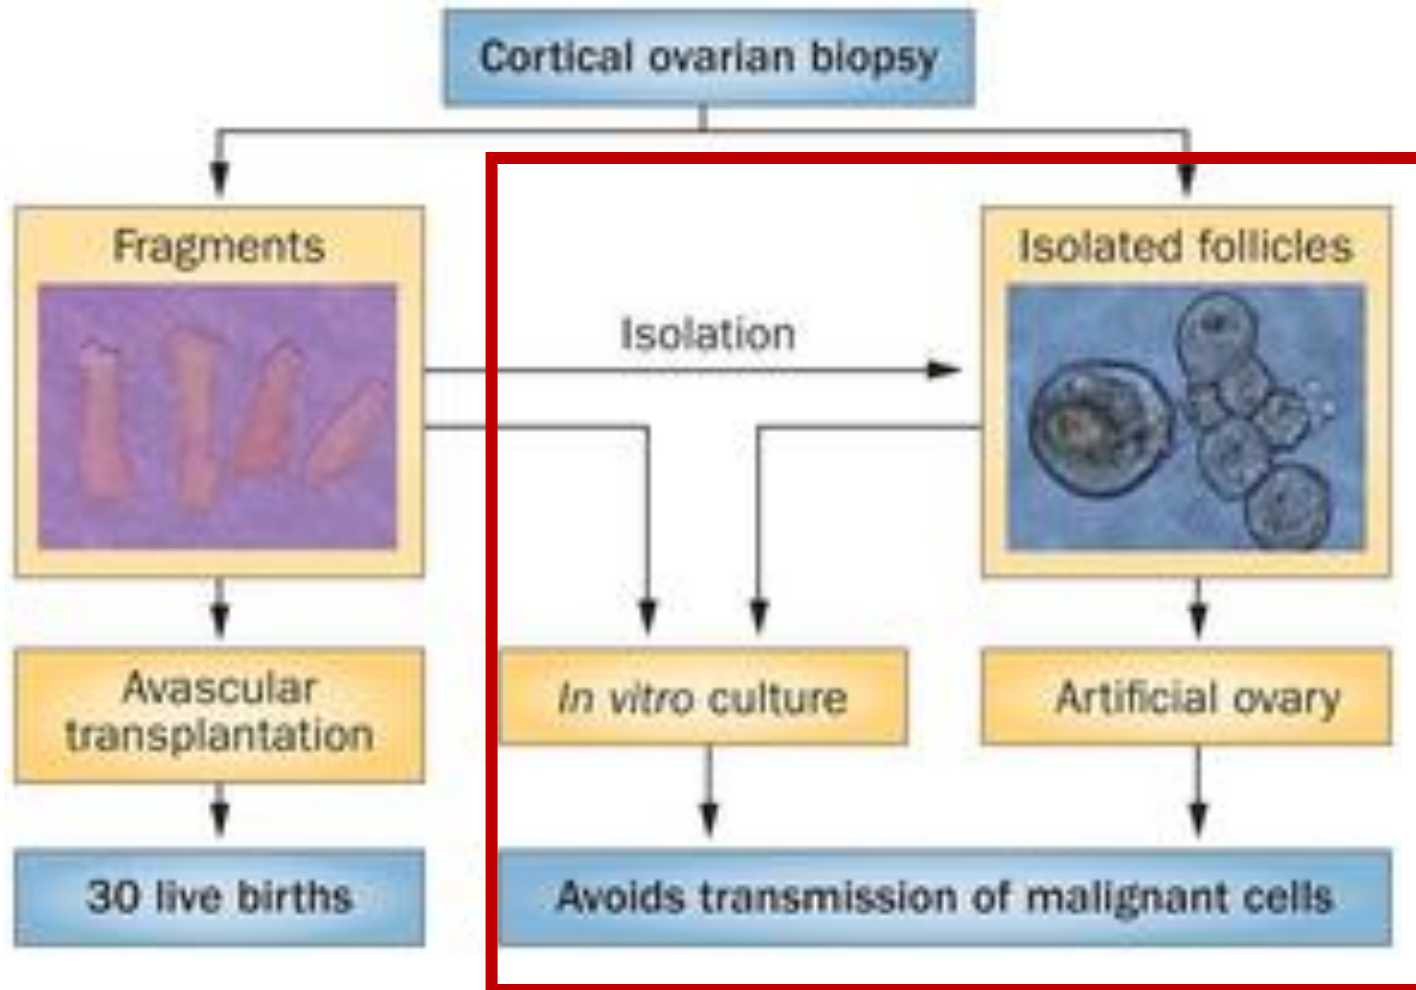 Cortical ovarian biopsy
Fragments
Isolated follicles
Isolation
Avascular
transplantation
In vitro culture
Artificial ovary
30 live births
Avoids transmission of malignant cells